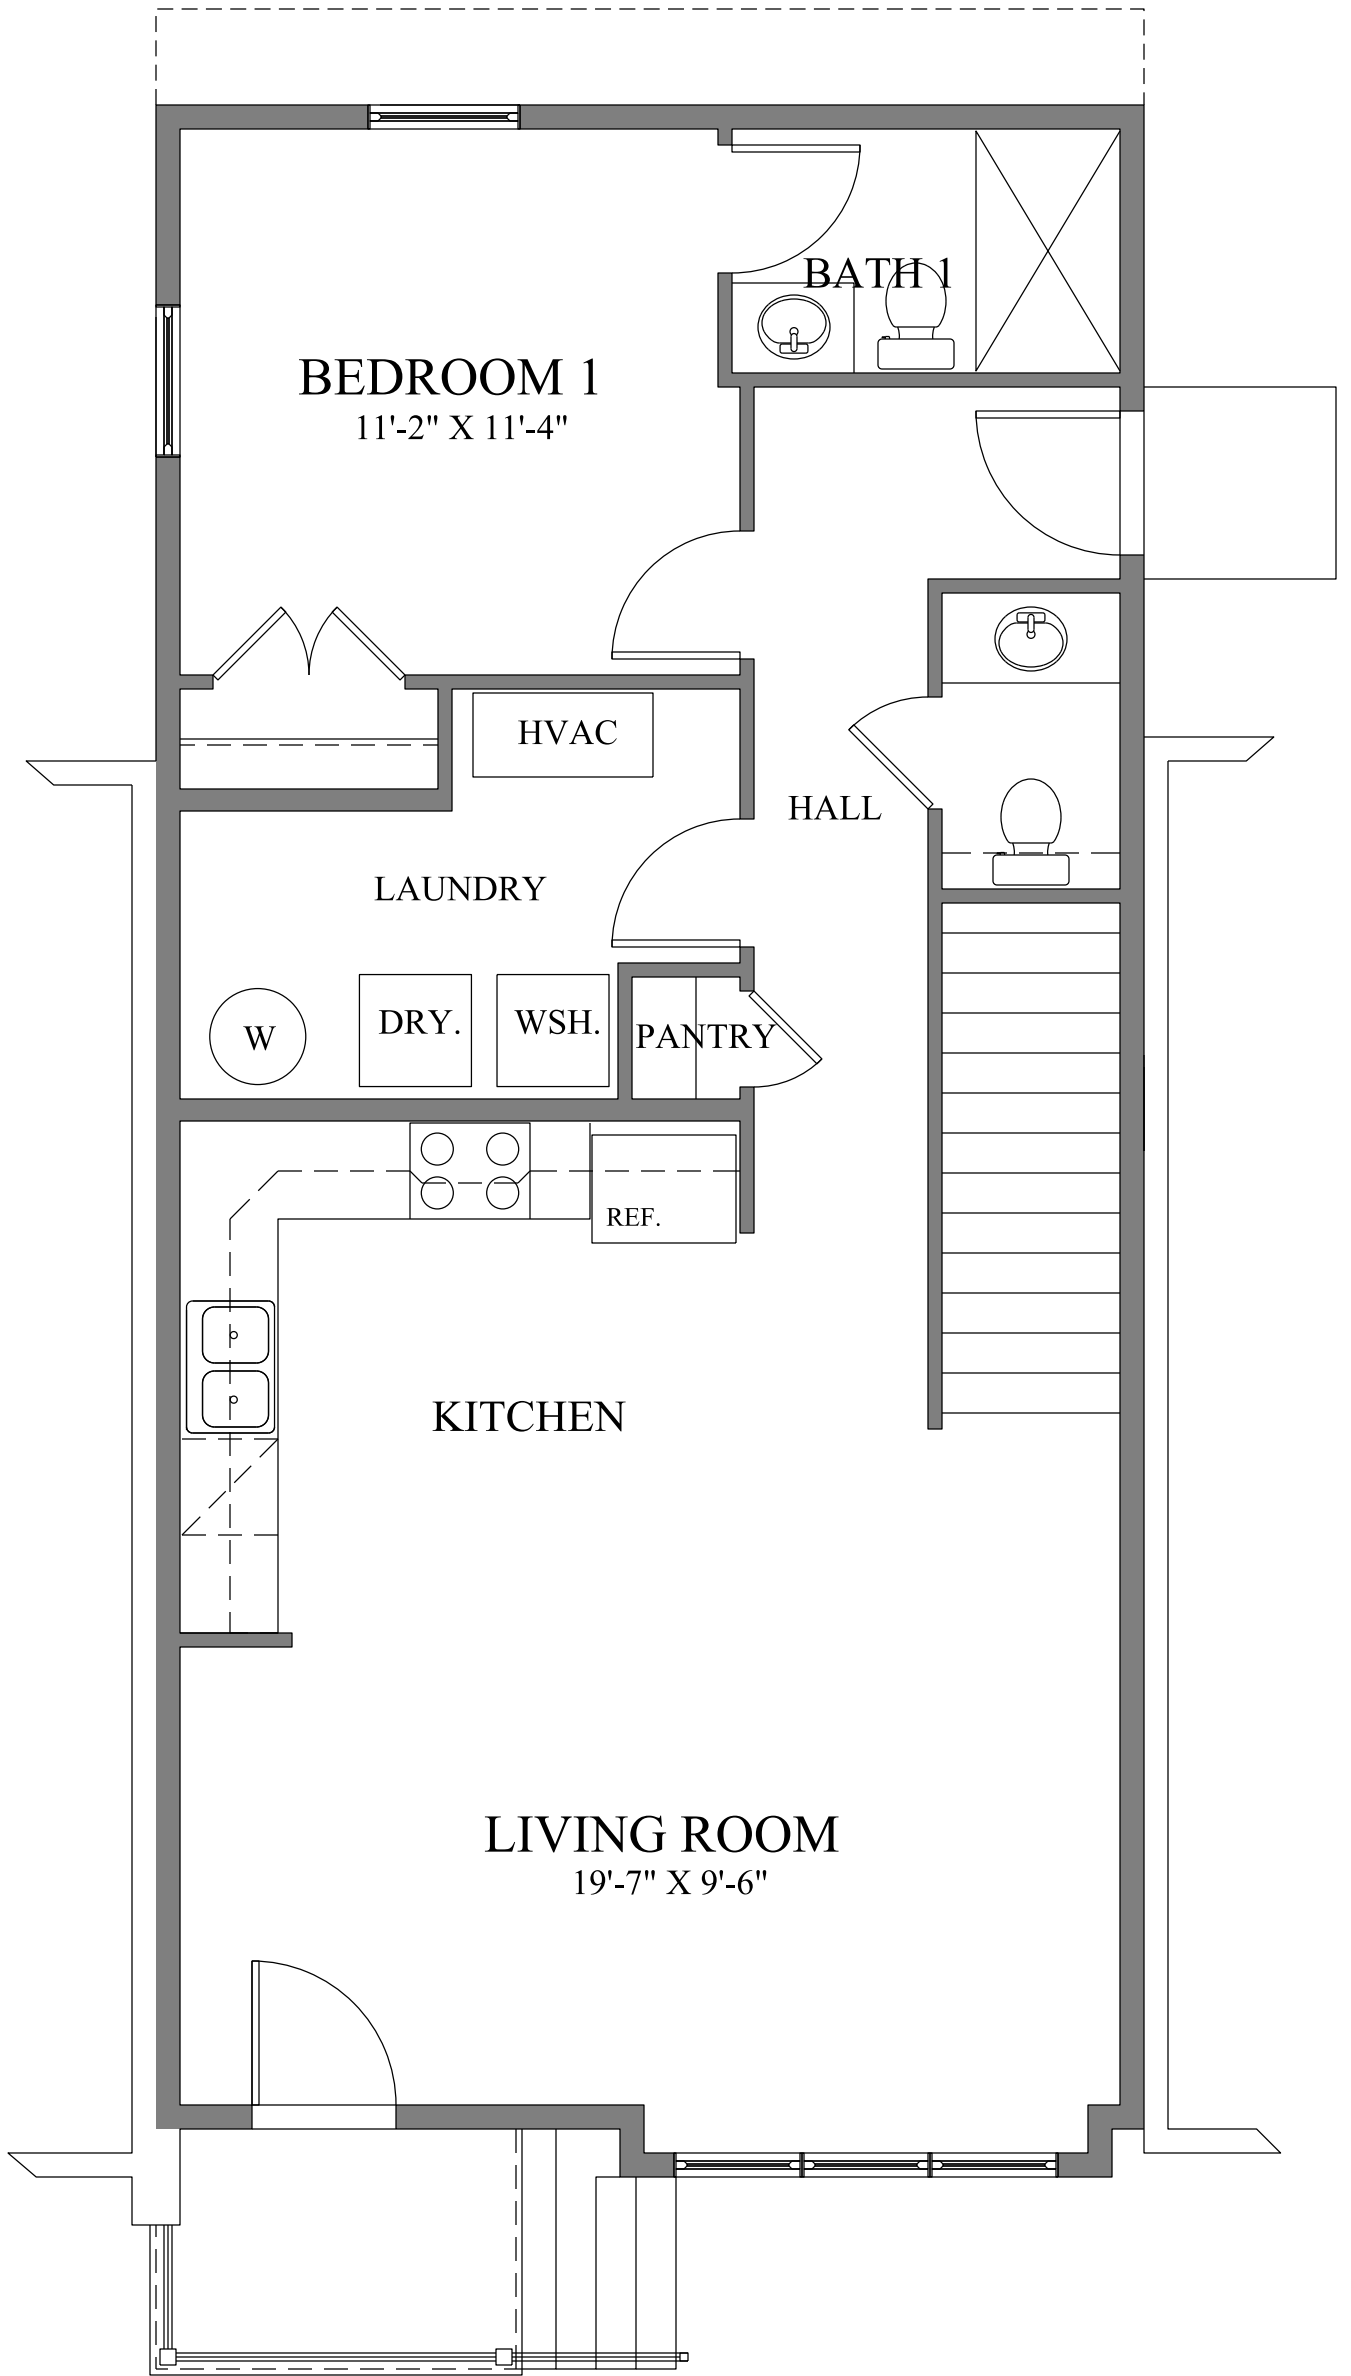 BATH 1
BEDROOM 1
11'-2" X 11'-4"
HVAC
HALL
LAUNDRY
W
DRY.
WSH.
PANTRY
REF.
KITCHEN
LIVING ROOM
19'-7" X 9'-6"